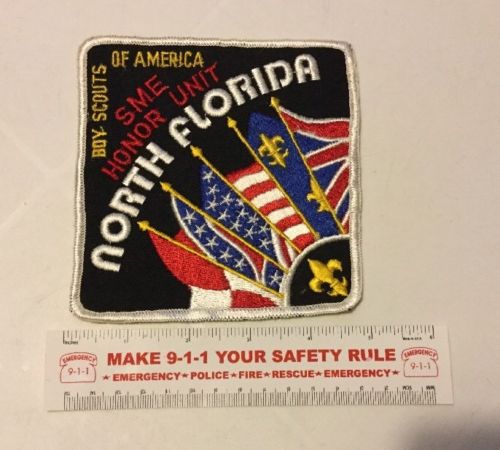 BOY SCOUTS
OF AMERICA
SME
HONOR UNIT
NORTH FLORIDA
MAKE 9-1-1 YOUR SAFETY RULE
★ EMERGENCY ★ POLICE ★ FIRE ★ RESCUE ★ EMERGENCY ★
EMERGENCY
9-1-1
EMERGENCY
9-1-1